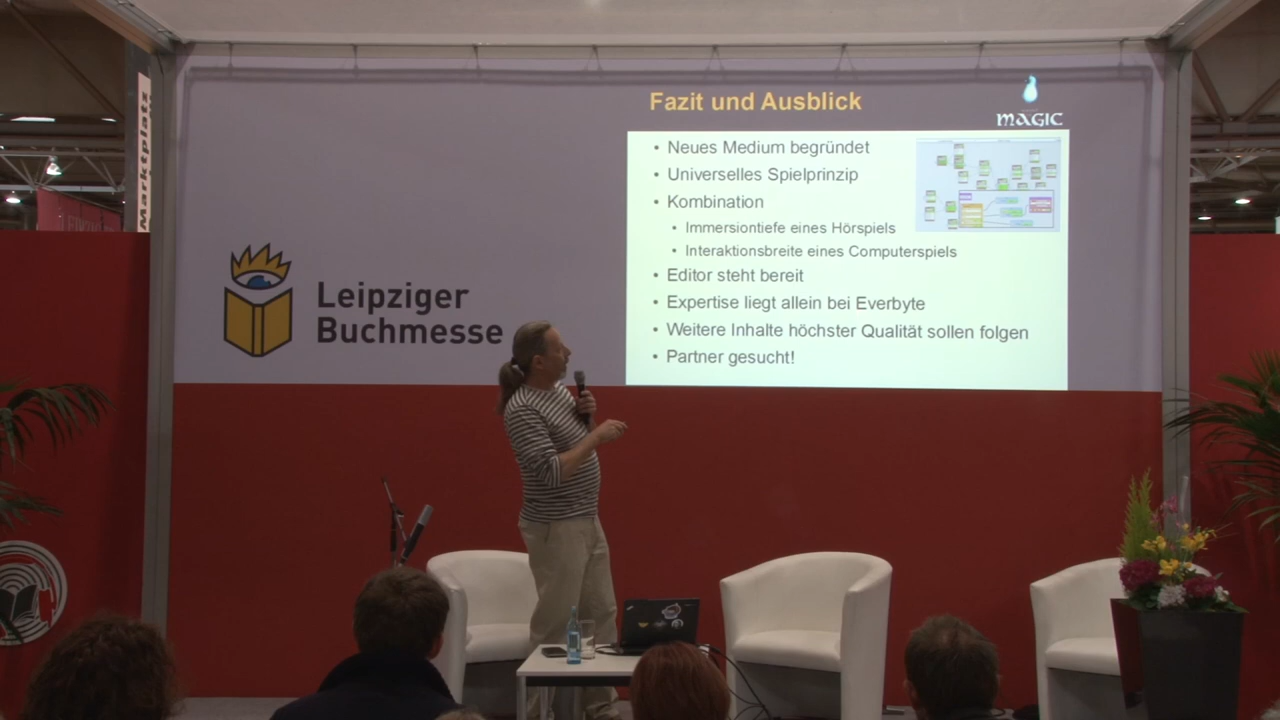 Marktplatz
Leipziger
Buchmesse
Fazit und Ausblick
MAGIC
• Neues Medium begründet
• Universelles Spielprinzip
• Kombination
• Immersiontiefe eines Hörspiels
• Interaktionsbreite eines Computerspiels
• Editor steht bereit
• Expertise liegt allein bei Everbyte
• Weitere Inhalte höchster Qualität sollen folgen
• Partner gesucht!